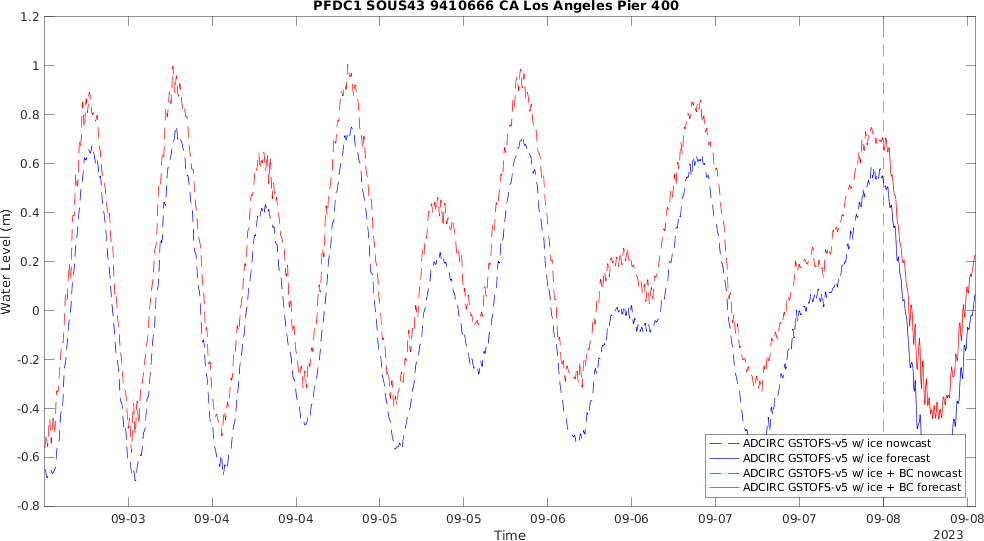 PFDC1 SOUS43 9410666 CA Los Angeles Pier 400
1.2
1
0.8
0.6
0.4
0.2
0
-0.2
-0.4
-0.6
-0.8
Water Level (m)
ADCIRC GSTOFS-v5 w/ ice nowcast
ADCIRC GSTOFS-v5 w/ ice forecast
ADCIRC GSTOFS-v5 w/ ice + BC nowcast
ADCIRC GSTOFS-v5 w/ ice + BC forecast
09-03 09-04 09-04 09-05 09-05 09-06 09-06 09-07 09-07 09-08 09-08
Time
2023